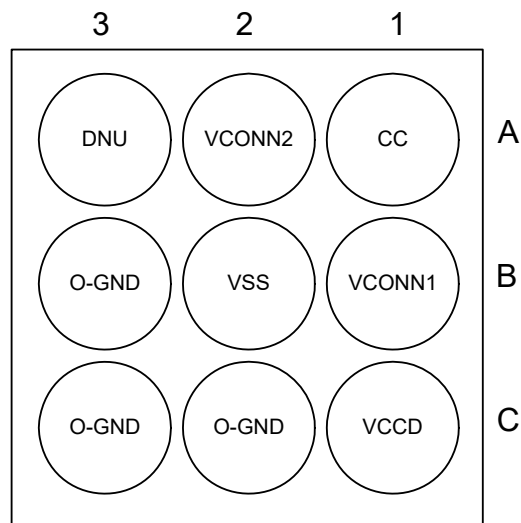 3 2 1
DNU VCONN2 CC A
O-GND VSS VCONN1 B
O-GND O-GND VCCD C